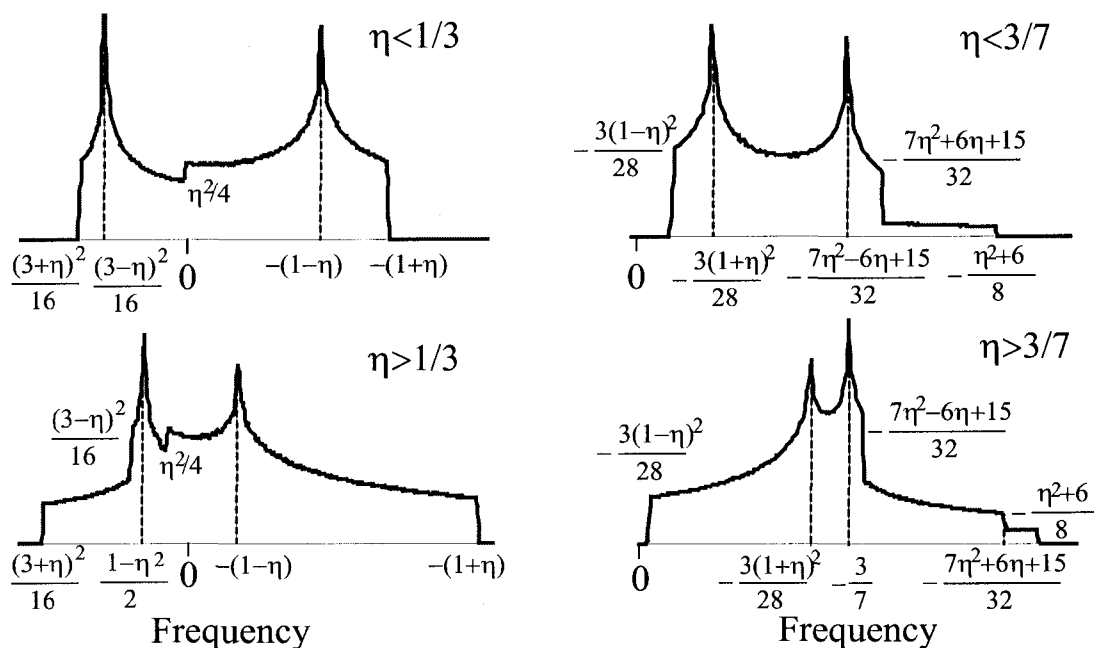 η<1/3
η²/4
(3+η)²/16
(3−η)²/16
0
−(1−η)
−(1+η)
η<3/7
−3(1−η)²/28
−7η²+6η+15/32
0
−3(1+η)²/28
−7η²−6η+15/32
−η²+6/8
η>1/3
(3−η)²/16
η²/4
(3+η)²/16
1−η²/2
0
−(1−η)
−(1+η)
Frequency
η>3/7
−3(1−η)²/28
−7η²−6η+15/32
−η²+6/8
0
−3(1+η)²/28
−3/7
−7η²+6η+15/32
Frequency